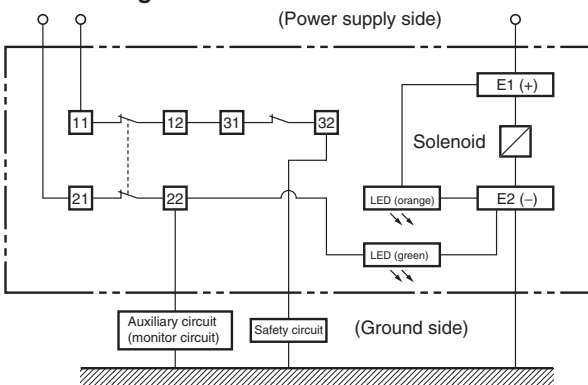 (Power supply side)
E1 (+)
11
12
31
32
Solenoid
21
22
LED (orange)
E2 (−)
LED (green)
Auxiliary circuit
(monitor circuit)
Safety circuit
(Ground side)